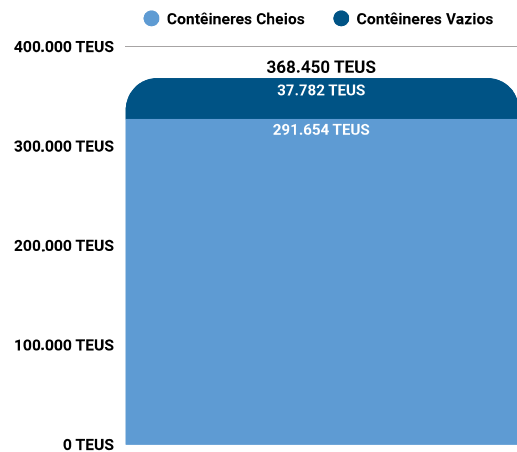 Contêineres Cheios
Contêineres Vazios
400.000 TEUS
368.450 TEUS
37.782 TEUS
291.654 TEUS
300.000 TEUS
200.000 TEUS
100.000 TEUS
0 TEUS